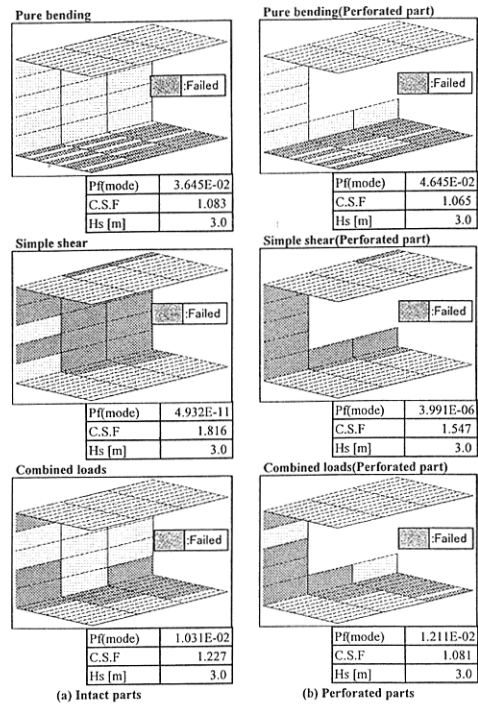 Pure bending
:Failed
Pf(mode) 3.645E-02
C.S.F 1.083
Hs [m] 3.0
Simple shear
:Failed
Pf(mode) 4.932E-11
C.S.F 1.816
Hs [m] 3.0
Combined loads
:Failed
Pf(mode) 1.031E-02
C.S.F 1.227
Hs [m] 3.0
(a) Intact parts
Pure bending(Perforated part)
:Failed
Pf(mode) 4.645E-02
C.S.F 1.065
Hs [m] 3.0
Simple shear(Perforated part)
:Failed
Pf(mode) 3.991E-06
C.S.F 1.547
Hs [m] 3.0
Combined loads(Perforated part)
:Failed
Pf(mode) 1.211E-02
C.S.F 1.081
Hs [m] 3.0
(b) Perforated parts